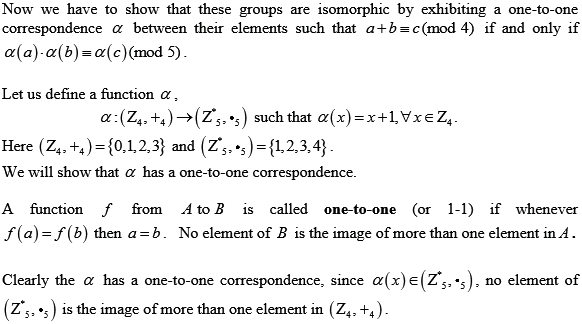 Now we have to show that these groups are isomorphic by exhibiting a one-to-one
correspondence α between their elements such that a+b≡c(mod 4) if and only if
α(a)·α(b)≡α(c)(mod 5).
Let us define a function α,
α:(Z₄,+₄)→(Z*₅,•₅) such that α(x)=x+1,∀x∈Z₄.
Here (Z₄,+₄)={0,1,2,3} and (Z*₅,•₅)={1,2,3,4}.
We will show that α has a one-to-one correspondence.
A function f from A to B is called one-to-one (or 1-1) if whenever
f(a)=f(b) then a=b. No element of B is the image of more than one element in A.
Clearly the α has a one-to-one correspondence, since α(x)∈(Z*₅,•₅), no element of
(Z*₅,•₅) is the image of more than one element in (Z₄,+₄).